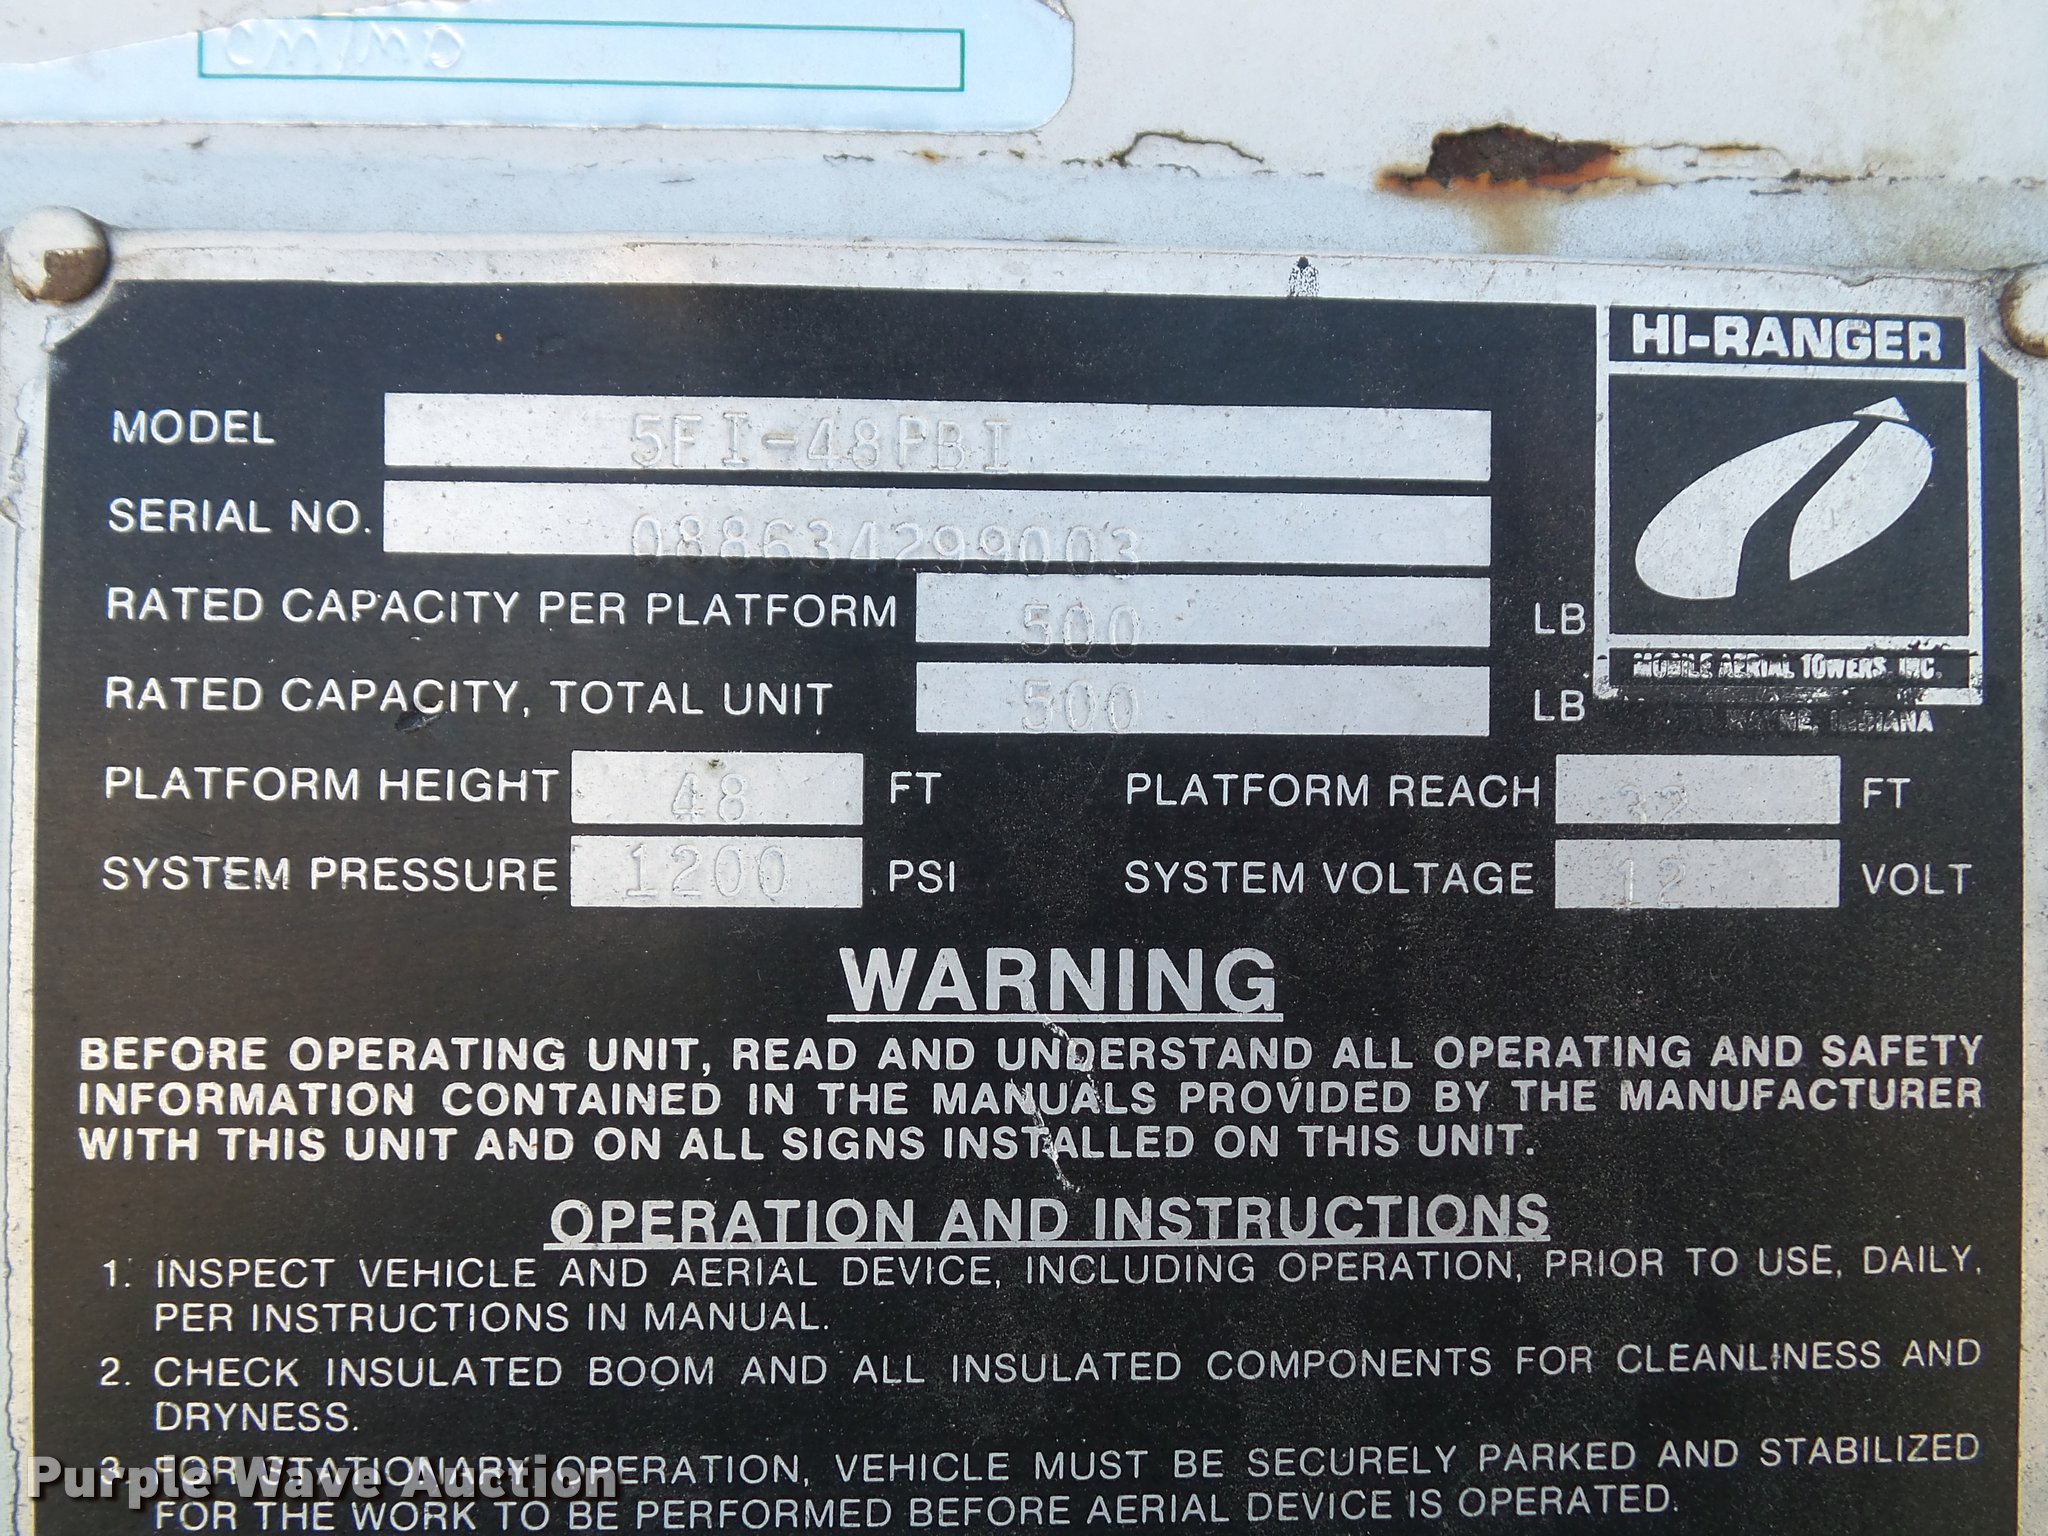 CM/WO
HI-RANGER
MODEL 5FI-48PBI
SERIAL NO. 088634299003
RATED CAPACITY PER PLATFORM 500 LB
RATED CAPACITY, TOTAL UNIT 500 LB
MOBILE AERIAL TOWERS, INC.
WAYNE, INDIANA
PLATFORM HEIGHT 48 FT PLATFORM REACH 32 FT
SYSTEM PRESSURE 1200 PSI SYSTEM VOLTAGE 12 VOLT
WARNING
BEFORE OPERATING UNIT, READ AND UNDERSTAND ALL OPERATING AND SAFETY
INFORMATION CONTAINED IN THE MANUALS PROVIDED BY THE MANUFACTURER
WITH THIS UNIT AND ON ALL SIGNS INSTALLED ON THIS UNIT.
OPERATION AND INSTRUCTIONS
1. INSPECT VEHICLE AND AERIAL DEVICE, INCLUDING OPERATION, PRIOR TO USE, DAILY,
PER INSTRUCTIONS IN MANUAL.
2. CHECK INSULATED BOOM AND ALL INSULATED COMPONENTS FOR CLEANLINESS AND
DRYNESS.
3. FOR STATIONARY OPERATION, VEHICLE MUST BE SECURELY PARKED AND STABILIZED
FOR THE WORK TO BE PERFORMED BEFORE AERIAL DEVICE IS OPERATED.
Purple Wave Auction